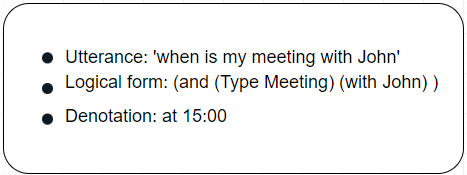 Utterance: 'when is my meeting with John'
Logical form: (and (Type Meeting) (with John) )
Denotation: at 15:00